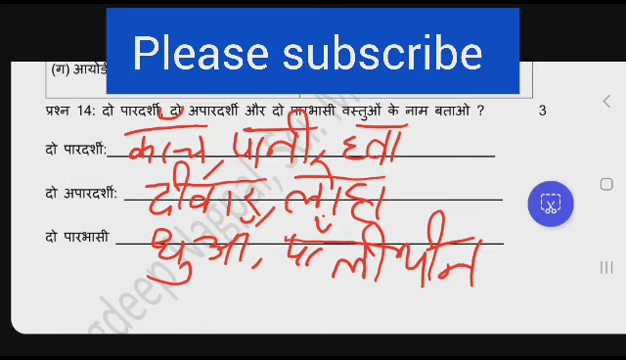 Please subscribe
(ग) आयोडी
प्रश्न 14: दो पारदर्शी, दो अपारदर्शी और दो पारभासी वस्तुओं के नाम बताओ ? 3
दो पारदर्शी: काँच, पानी, हवा
दो अपारदर्शी: दीवार, लोहा
दो पारभासी धुआँ, पॉलीथीन